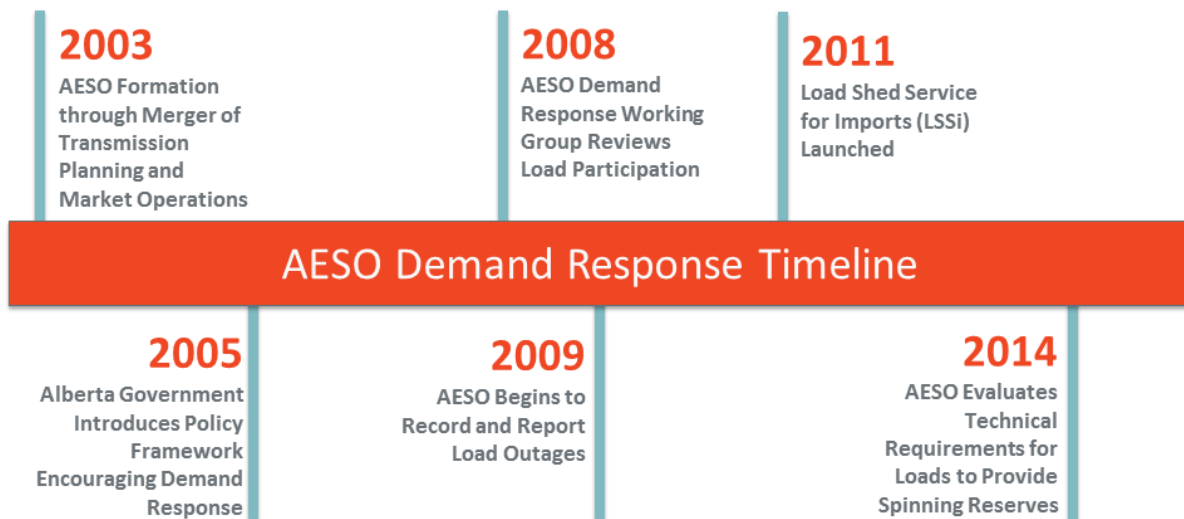 2003
AESO Formation
through Merger of
Transmission
Planning and
Market Operations
2008
AESO Demand
Response Working
Group Reviews
Load Participation
2011
Load Shed Service
for Imports (LSSi)
Launched
AESO Demand Response Timeline
2005
Alberta Government
Introduces Policy
Framework
Encouraging Demand
Response
2009
AESO Begins to
Record and Report
Load Outages
2014
AESO Evaluates
Technical
Requirements for
Loads to Provide
Spinning Reserves